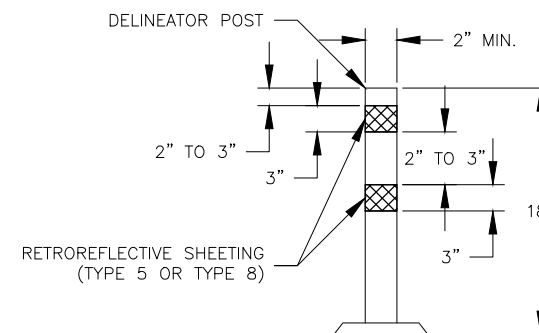 DELINEATOR POST
2” MIN.
2” TO 3”
3”
2” TO 3”
3”
18
RETROREFLECTIVE SHEETING
(TYPE 5 OR TYPE 8)